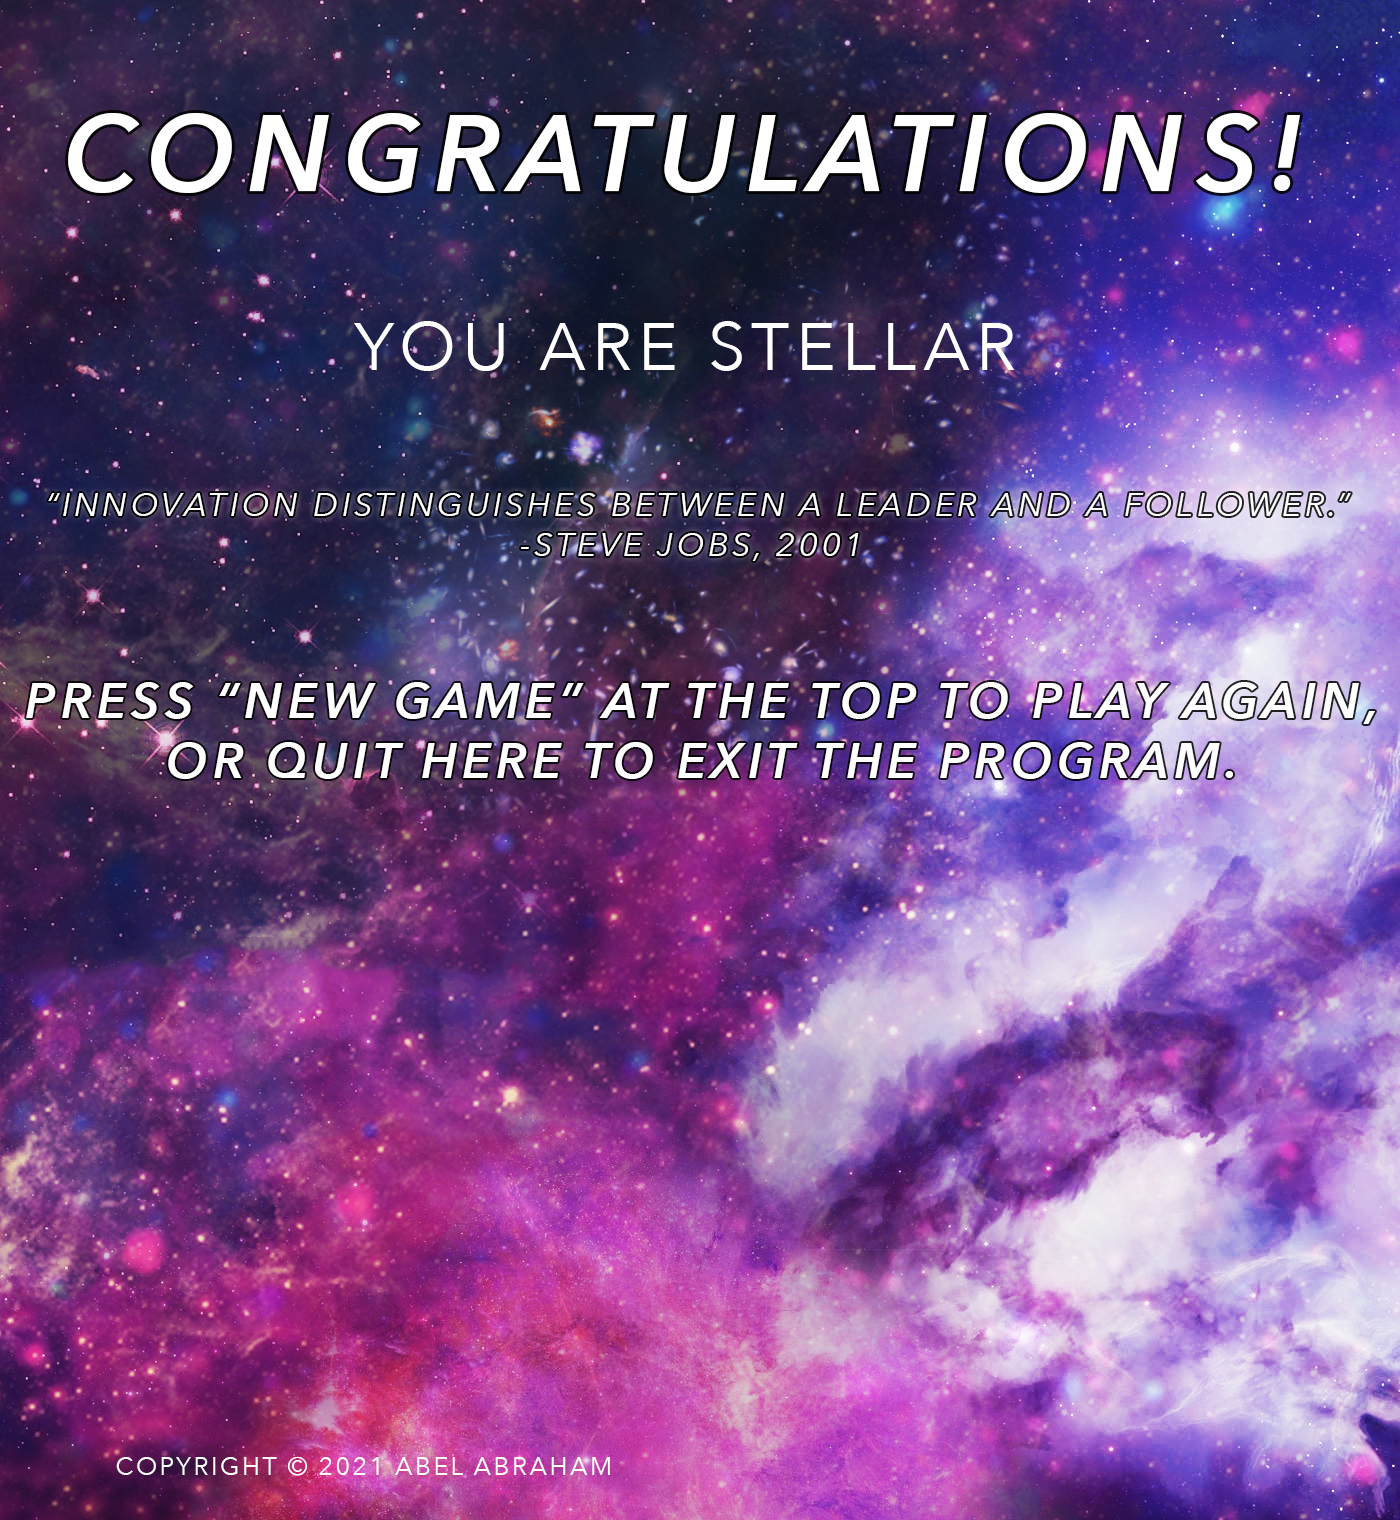 CONGRATULATIONS!
YOU ARE STELLAR
“INNOVATION DISTINGUISHES BETWEEN A LEADER AND A FOLLOWER.”
-STEVE JOBS, 2001
PRESS “NEW GAME” AT THE TOP TO PLAY AGAIN,
OR QUIT HERE TO EXIT THE PROGRAM.
COPYRIGHT © 2021 ABEL ABRAHAM